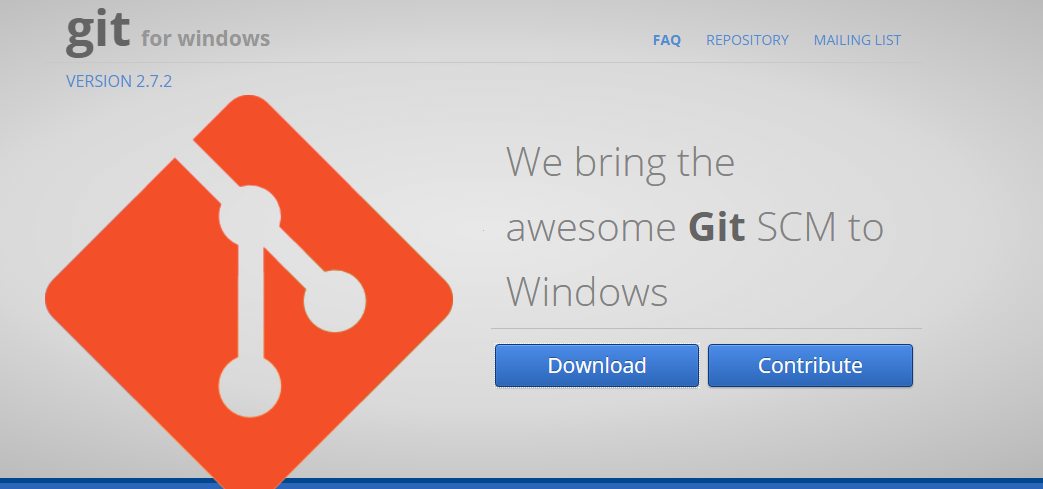 git for windows
FAQ REPOSITORY MAILING LIST
VERSION 2.7.2
We bring the
awesome Git SCM to
Windows
Download Contribute